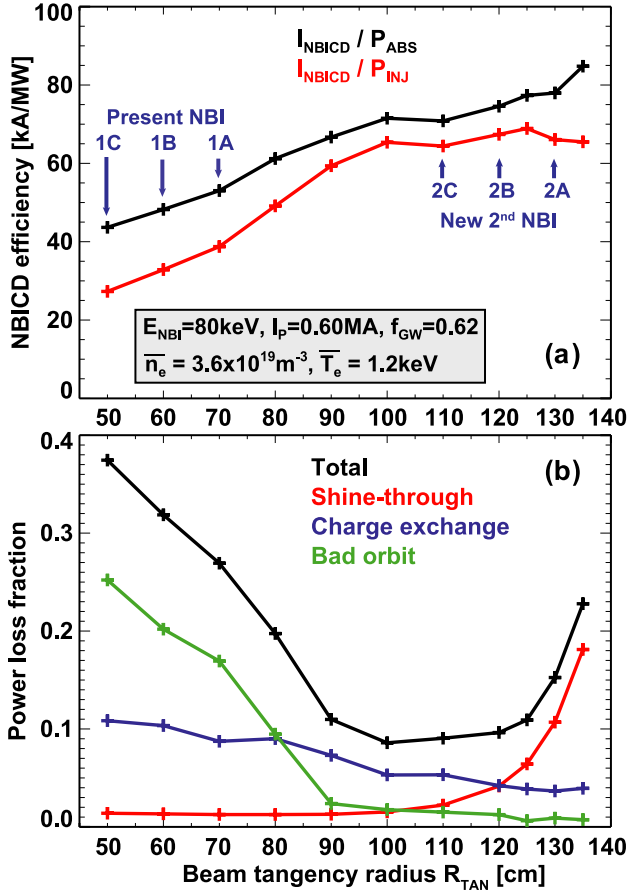 100
80
60
40
20
0
NBICD efficiency [kA/MW]
I_NBICD / P_ABS
I_NBICD / P_INJ
Present NBI
1C 1B 1A
2C 2B 2A
New 2nd NBI
E_NBI=80keV, I_P=0.60MA, f_GW=0.62
n̅_e̅ = 3.6x10^19m^-3, T̅_e̅ = 1.2keV
(a)
50 60 70 80 90 100 110 120 130 140
0.4
0.3
0.2
0.1
0.0
Power loss fraction
Total
Shine-through
Charge exchange
Bad orbit
(b)
50 60 70 80 90 100 110 120 130 140
Beam tangency radius R_TAN [cm]